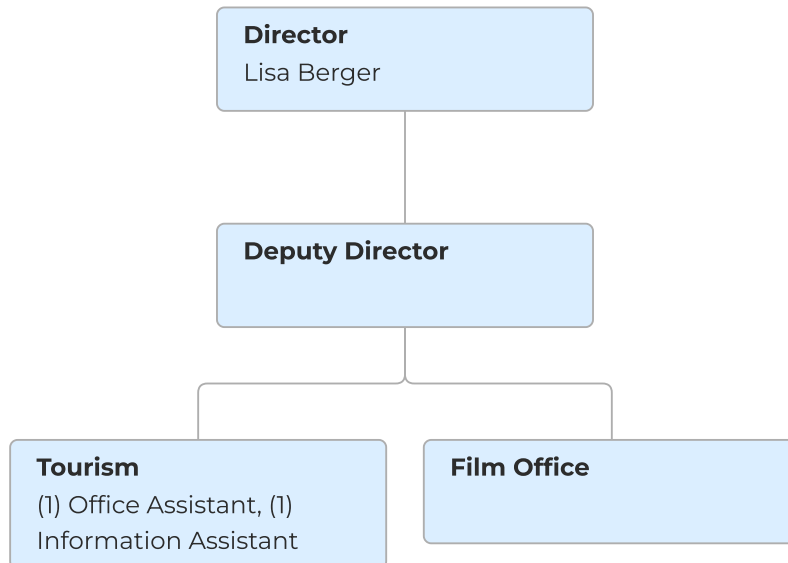 Director
Lisa Berger
Deputy Director
Tourism
(1) Office Assistant, (1)
Information Assistant
Film Office